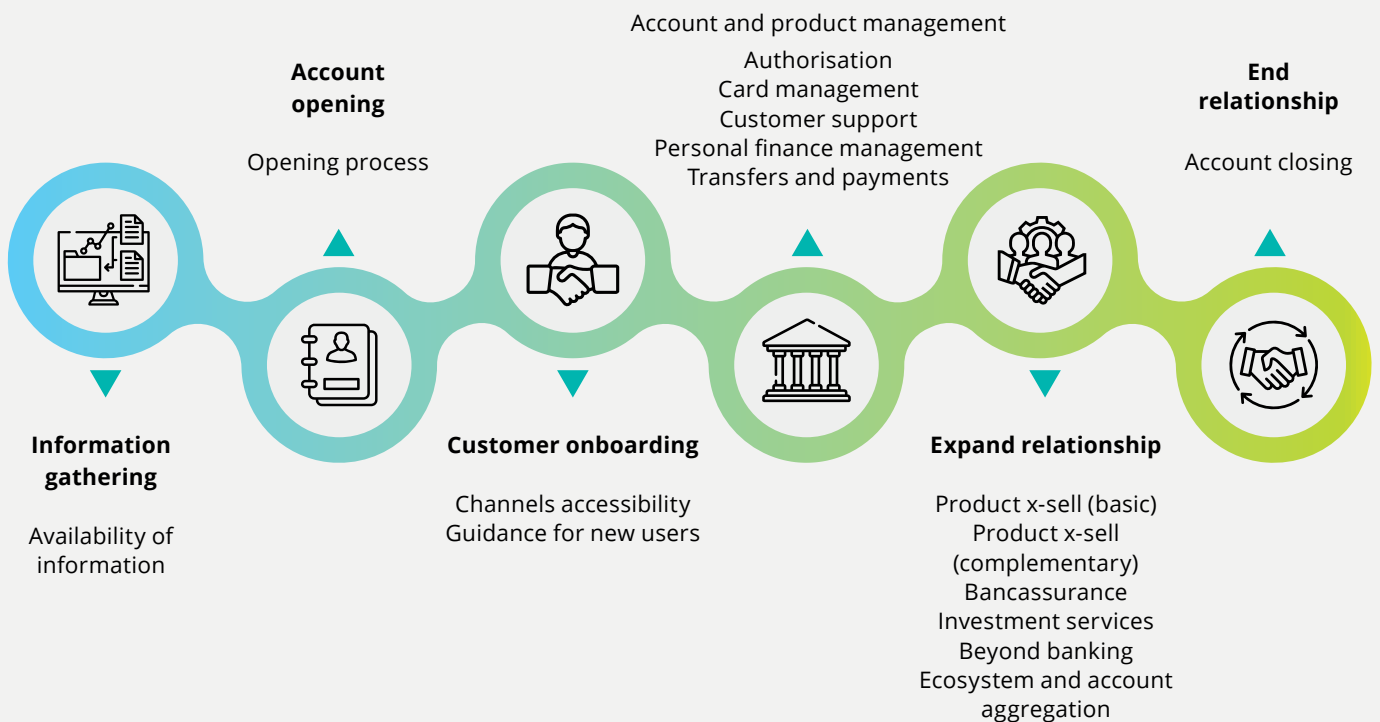 Information
gathering
Availability of
information
Account
opening
Opening process
Customer onboarding
Channels accessibility
Guidance for new users
Account and product management
Authorisation
Card management
Customer support
Personal finance management
Transfers and payments
Expand relationship
Product x-sell (basic)
Product x-sell
(complementary)
Bancassurance
Investment services
Beyond banking
Ecosystem and account
aggregation
End
relationship
Account closing